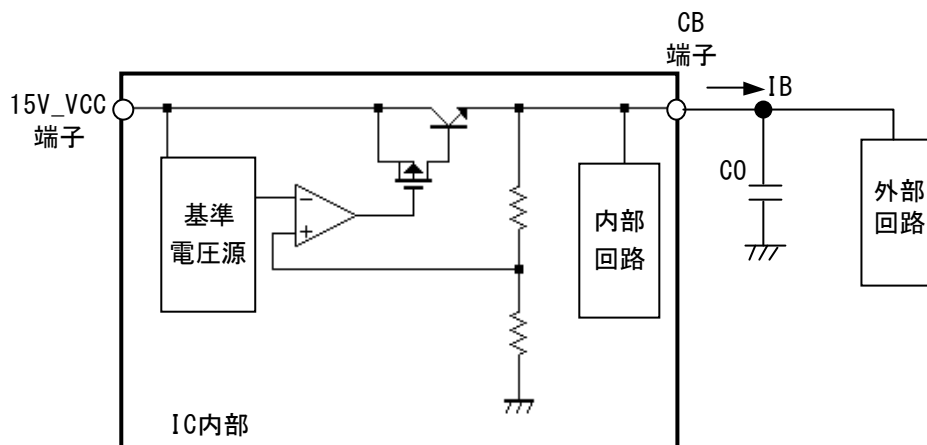 CB
端子
IB
15V_VCC
端子
CO
基準
電圧源
−
+
内部
回路
外部
回路
IC内部